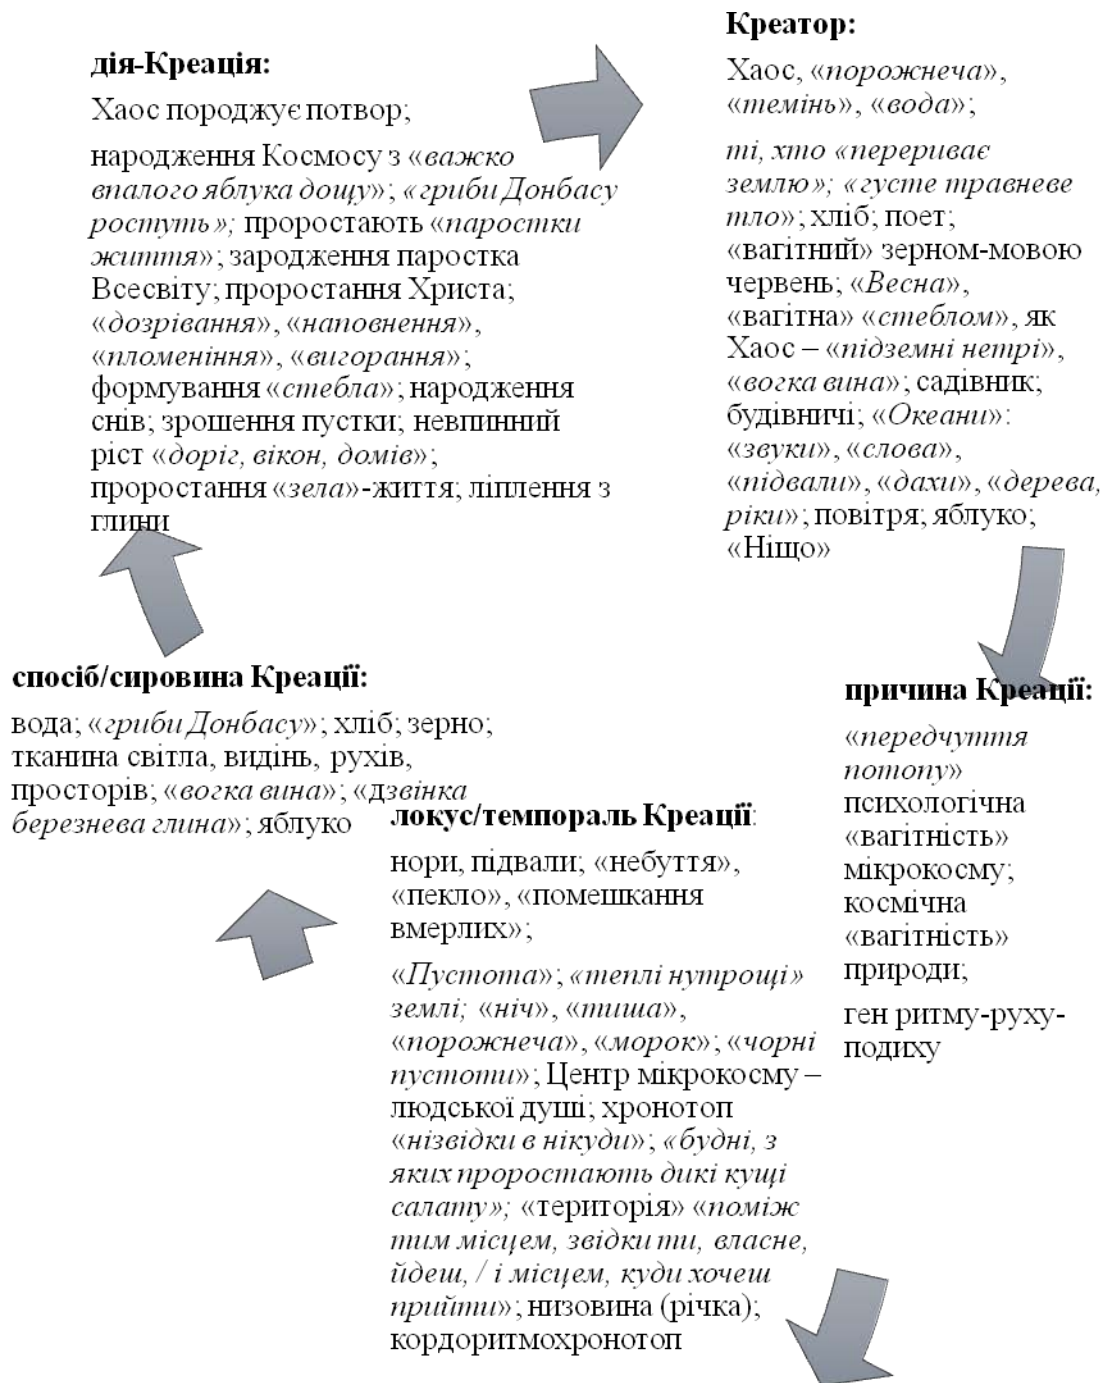 дія-Креація:
Хаос породжує потвор;
народження Космосу з «важко
впалого яблука дощу»; «гриби Донбасу
ростуть»; проростають «паростки
життя»; зародження паростка
Всесвіту; проростання Христа;
«дозрівання», «наповнення»,
«пломеніння», «вигорання»;
формування «стебла»; народження
снів; зрошення пустки; невпинний
ріст «доріг, вікон, домів»;
проростання «зела»-життя; ліплення з
глини
Креатор:
Хаос, «порожнеча»,
«темінь», «вода»;
ті, хто «перериває
землю»; «густе травневе
тло»; хліб; поет;
«вагітний» зерном-мовою
червень; «Весна»,
«вагітна» «стеблом», як
Хаос – «підземні нетрі»,
«вогка вина»; садівник;
будівничі; «Океани»:
«звуки», «слова»,
«підвали», «дахи», «дерева,
ріки»; повітря; яблуко;
«Ніщо»
причина Креації:
«передчуття
потопу»
психологічна
«вагітність»
мікрокосму;
космічна
«вагітність»
природи;
ген ритму-руху-
подиху
локус/темпораль Креації:
нори, підвали; «небуття»,
«пекло», «помешкання
вмерлих»;
«Пустота»; «теплі нутрощі»
землі; «ніч», «тиша»,
«порожнеча», «морок»; «чорні
пустоти»; Центр мікрокосму –
людської душі; хронотоп
«нізвідки в нікуди»; «будні, з
яких проростають дикі кущі
салату»; «територія» «поміж
тим місцем, звідки ти, власне,
йдеш, / і місцем, куди хочеш
прийти»; низовина (річка);
кордоритмохронотоп
спосіб/сировина Креації:
вода; «гриби Донбасу»; хліб; зерно;
тканина світла, видінь, рухів,
просторів; «вогка вина»; «дзвінка
березнева глина»; яблуко